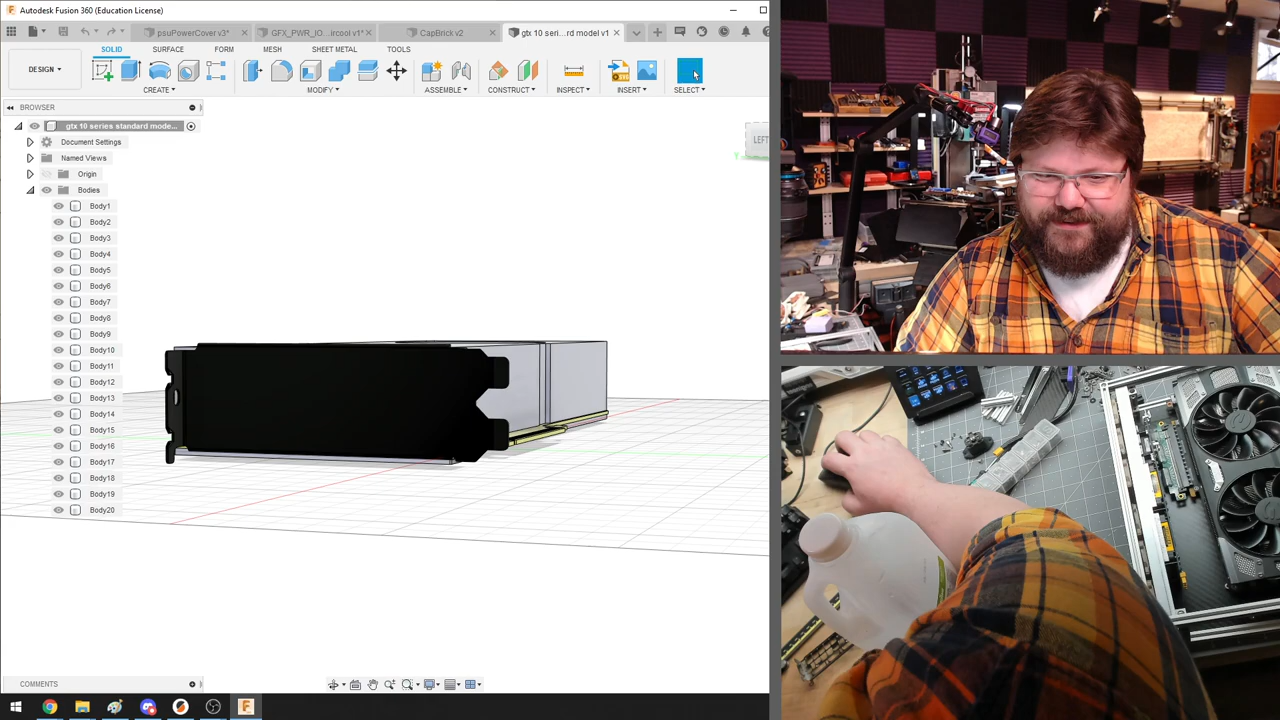 Autodesk Fusion 360 (Education License)
psuPowerCover v3*
GFX_PWR_IO...ircool v1*
CapBrick v2
gtx 10 seri...rd model v1
SOLID
SURFACE
FORM
MESH
SHEET METAL
TOOLS
DESIGN
CREATE
MODIFY
ASSEMBLE
CONSTRUCT
INSPECT
INSERT
SELECT
BROWSER
gtx 10 series standard mode...
Document Settings
Named Views
Origin
Bodies
Body1
Body2
Body3
Body4
Body5
Body6
Body7
Body8
Body9
Body10
Body11
Body12
Body13
Body14
Body15
Body16
Body17
Body18
Body19
Body20
LEFT
Y
COMMENTS